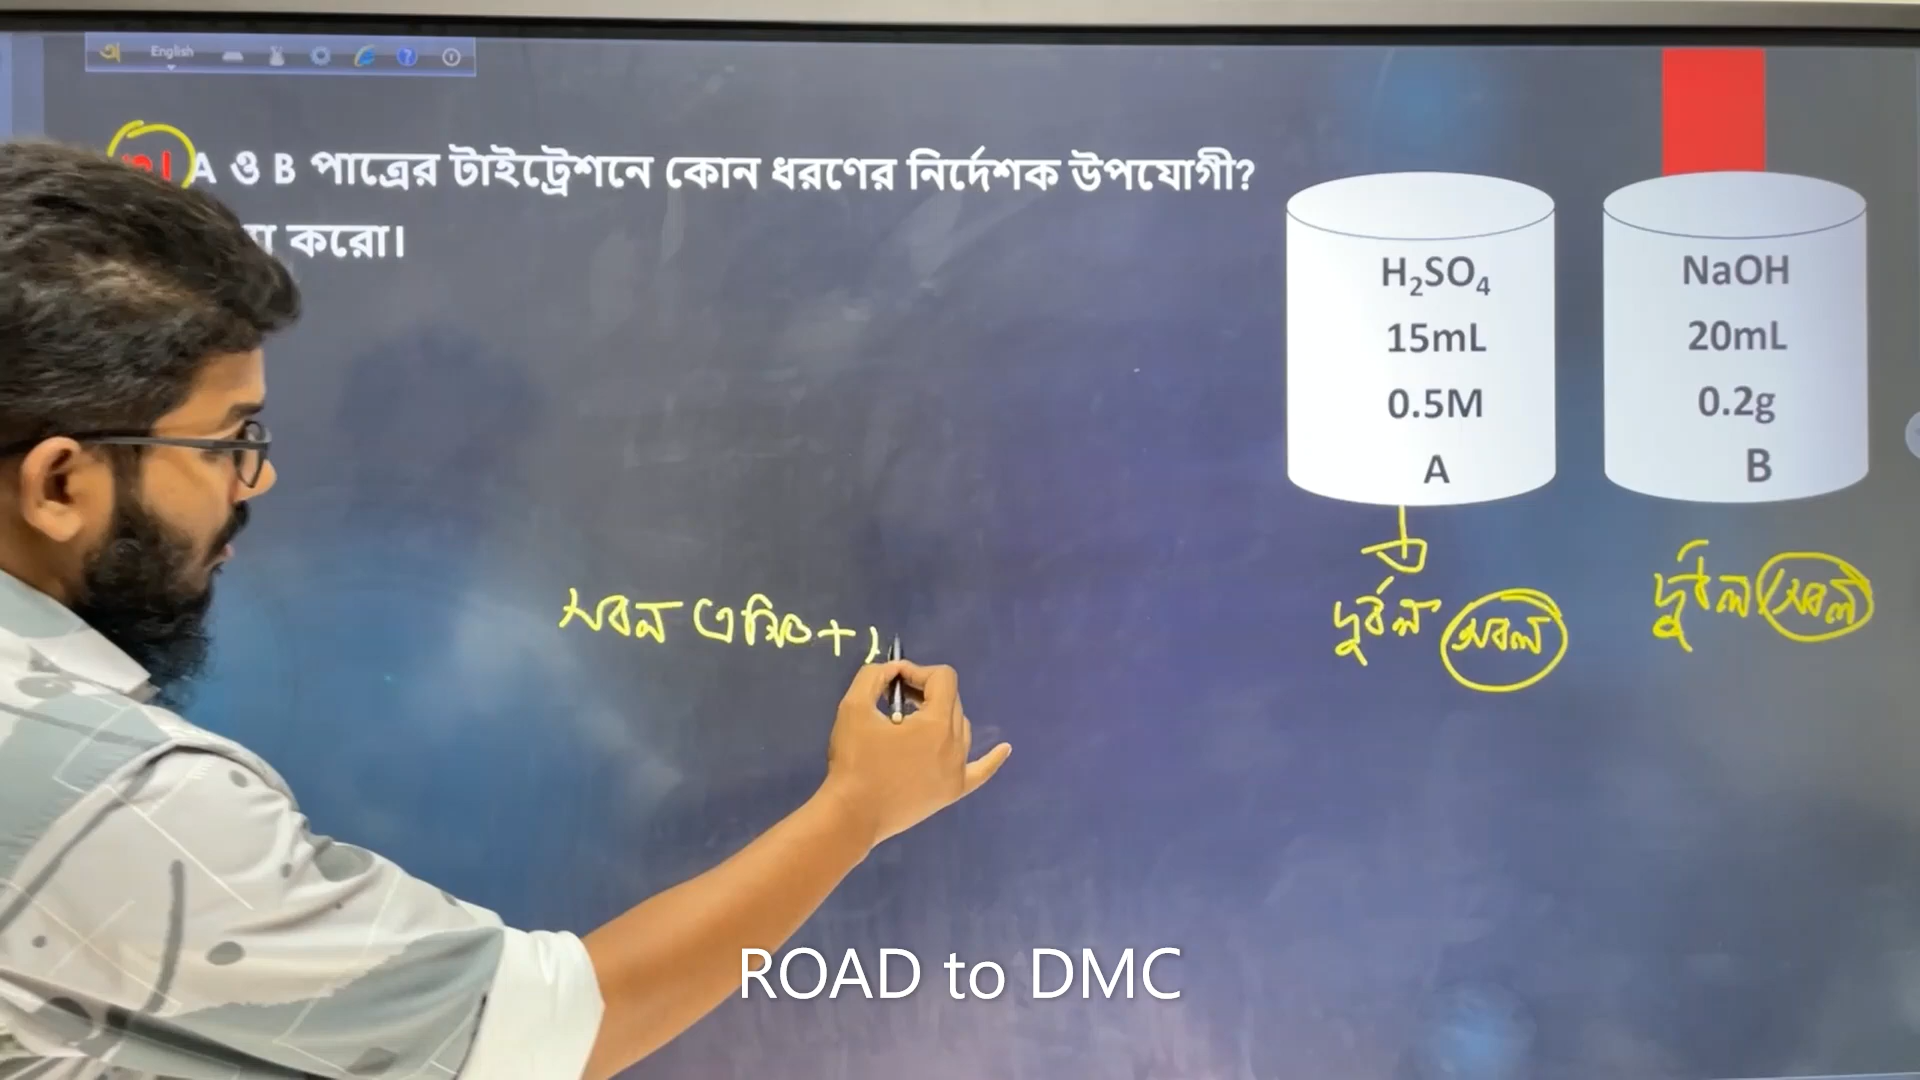 English
A ও B পাত্রের টাইট্রেশনে কোন ধরণের নির্দেশক উপযোগী?
করো।
H₂SO₄
15mL
0.5M
A
NaOH
20mL
0.2g
B
দুর্বল সবল
দুর্বল সবল
সবল এসিড +
ROAD to DMC